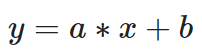 y = a * x + b